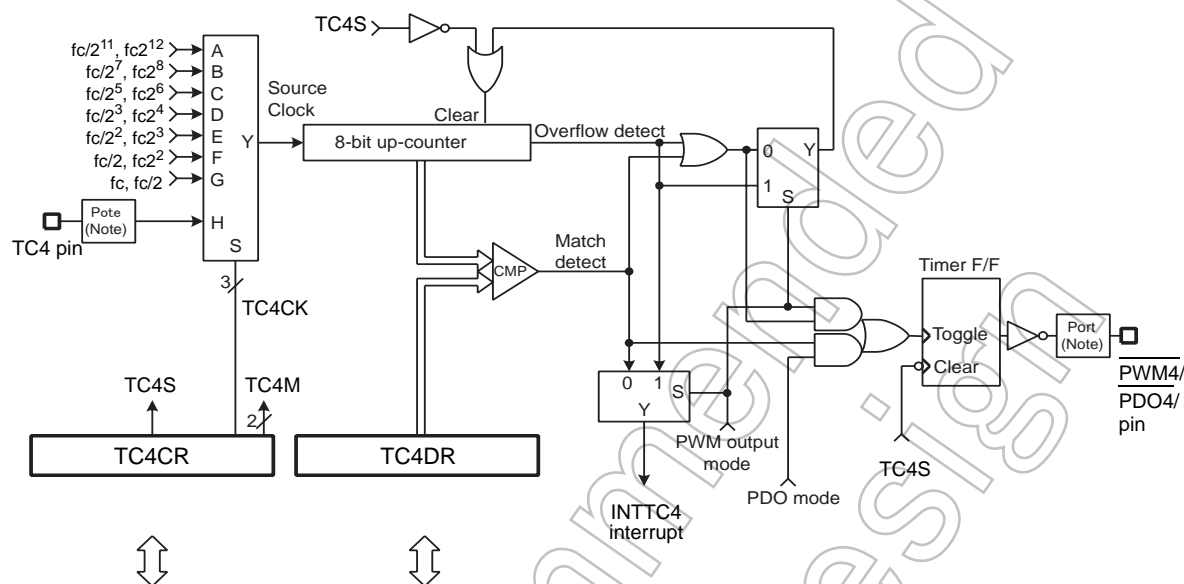 TC4S
fc/2¹¹, fc2¹²
fc/2⁷, fc2⁸
fc/2⁵, fc2⁶
fc/2³, fc2⁴
fc/2², fc2³
fc/2, fc2²
fc, fc/2
A
B
C
D
E
F
G
H
Y
S
Source
Clock
Clear
8-bit up-counter
Overflow detect
0
1
Y
S
Pote
(Note)
TC4 pin
CMP
Match
detect
3
TC4CK
Timer F/F
Toggle
Clear
Port
(Note)
PWM4/
PDO4/
pin
TC4S
TC4M
2
0 1
S
Y
PWM output
mode
PDO mode
TC4S
TC4CR
TC4DR
INTTC4
interrupt